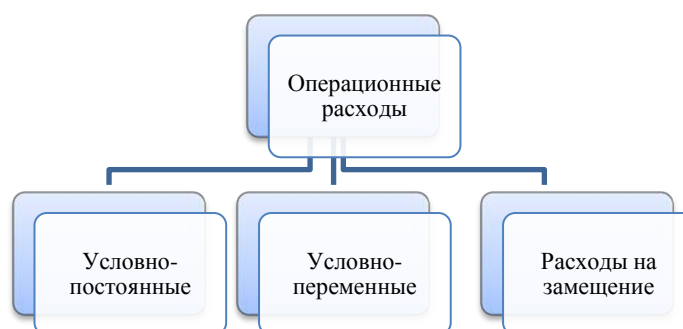 Операционные
расходы
Условно-
постоянные
Условно-
переменные
Расходы на
замещение